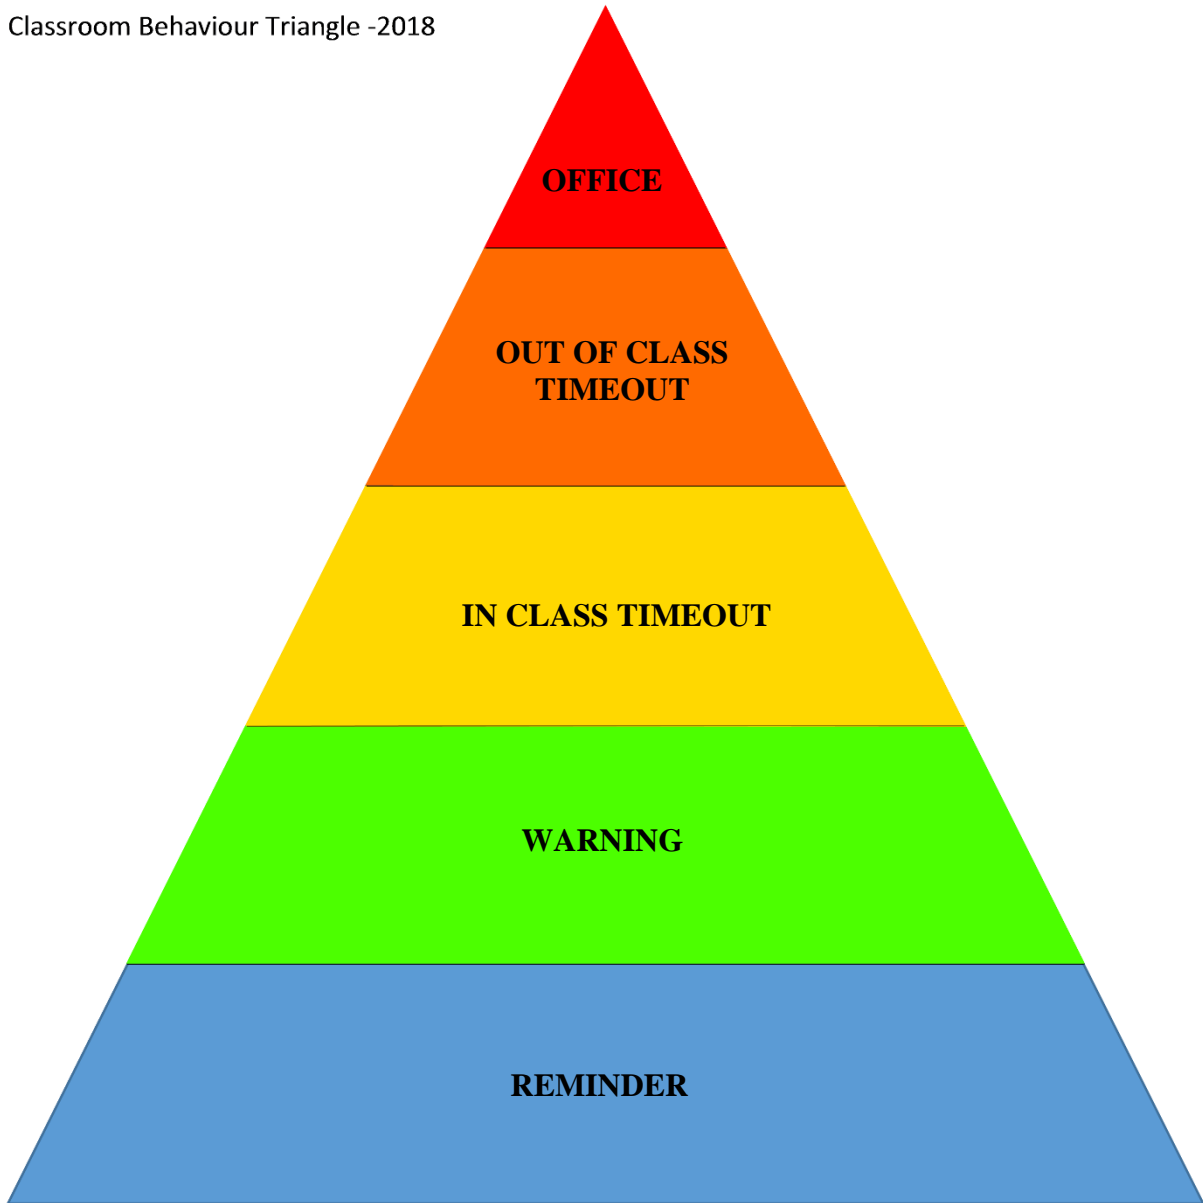 Classroom Behaviour Triangle -2018
OFFICE
OUT OF CLASS
TIMEOUT
IN CLASS TIMEOUT
WARNING
REMINDER